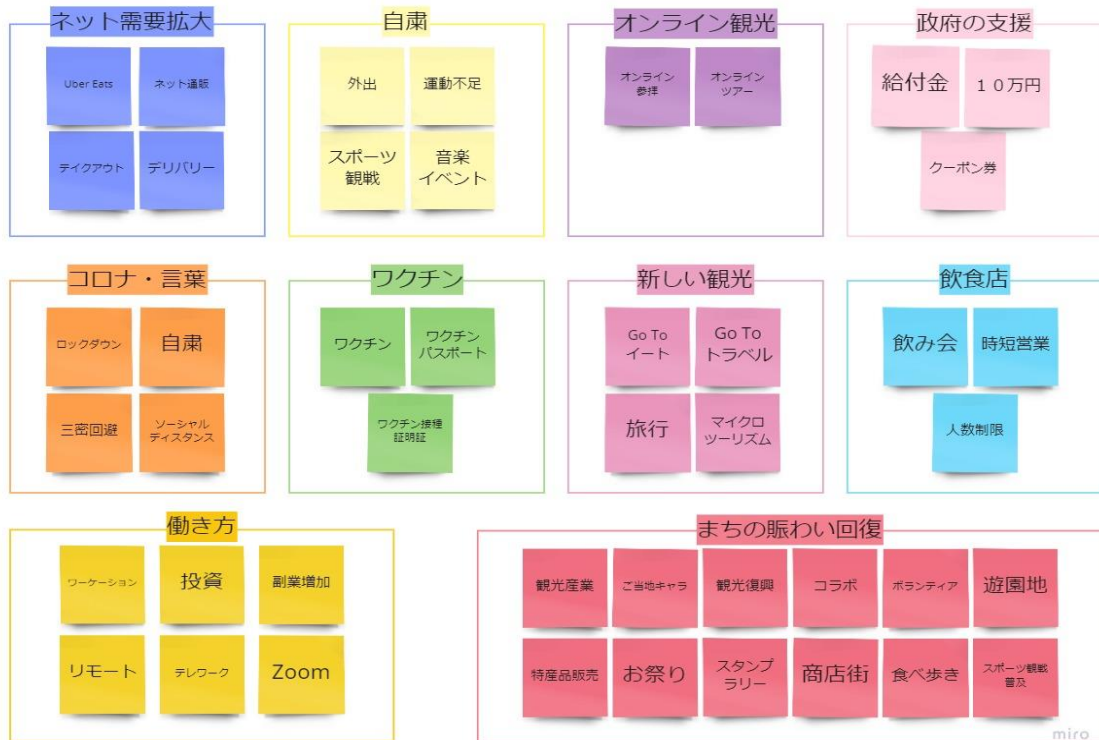 ネット需要拡大
Uber Eats
ネット通販
テイクアウト
デリバリー
自粛
外出
運動不足
スポーツ
観戦
音楽
イベント
オンライン観光
オンライン
参拝
オンライン
ツアー
政府の支援
給付金
１０万円
クーポン券
コロナ・言葉
ロックダウン
自粛
三密回避
ソーシャル
ディスタンス
ワクチン
ワクチン
ワクチン
パスポート
ワクチン接種
証明証
新しい観光
Go To
イート
Go To
トラベル
旅行
マイクロ
ツーリズム
飲食店
飲み会
時短営業
人数制限
働き方
ワーケーション
投資
副業増加
リモート
テレワーク
Zoom
まちの賑わい回復
観光産業
ご当地キャラ
観光復興
コラボ
ボランティア
遊園地
特産品販売
お祭り
スタンプ
ラリー
商店街
食べ歩き
スポーツ観戦
普及
miro